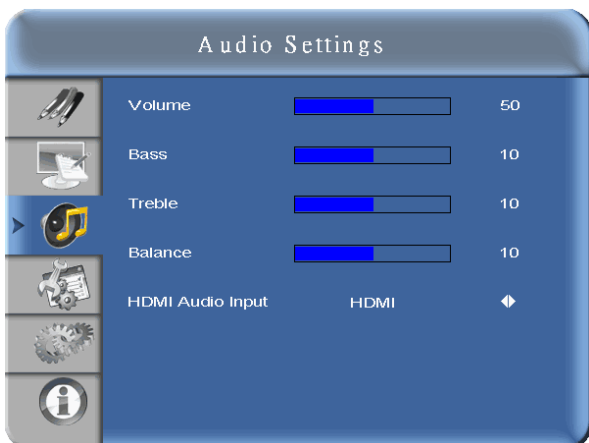 Audio Settings
Volume 50
Bass 10
Treble 10
Balance 10
HDMI Audio Input HDMI